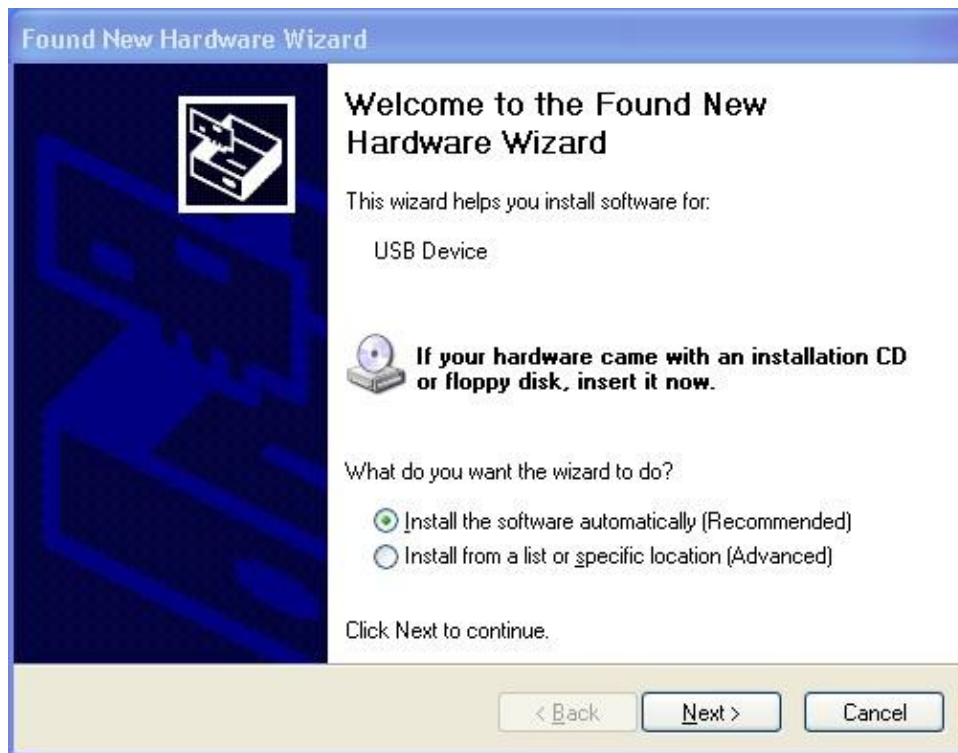 Found New Hardware Wizard
Welcome to the Found New
Hardware Wizard
This wizard helps you install software for:
USB Device
If your hardware came with an installation CD
or floppy disk, insert it now.
What do you want the wizard to do?
Install the software automatically (Recommended)
Install from a list or specific location (Advanced)
Click Next to continue.
< Back Next > Cancel